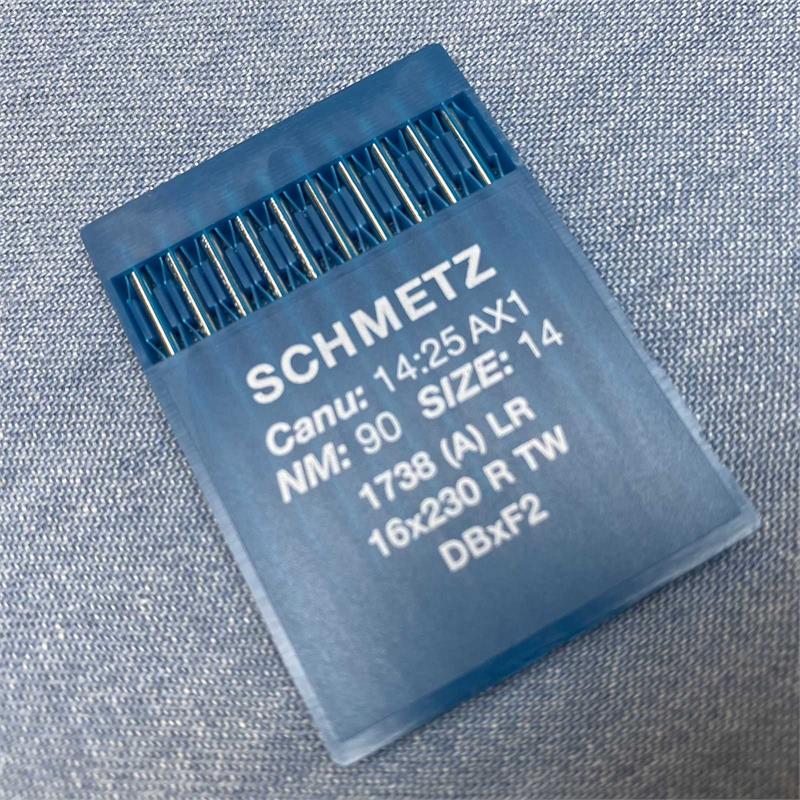 SCHMETZ
Canu: 14:25 AX1
NM: 90 SIZE: 14
1738 (A) LR
16x230 R TW
DBxF2